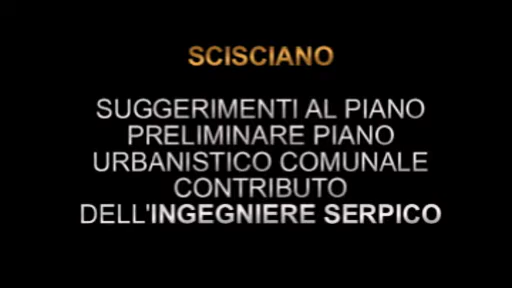 SCISCIANO
SUGGERIMENTI AL PIANO
PRELIMINARE PIANO
URBANISTICO COMUNALE
CONTRIBUTO
DELL'INGEGNIERE SERPICO